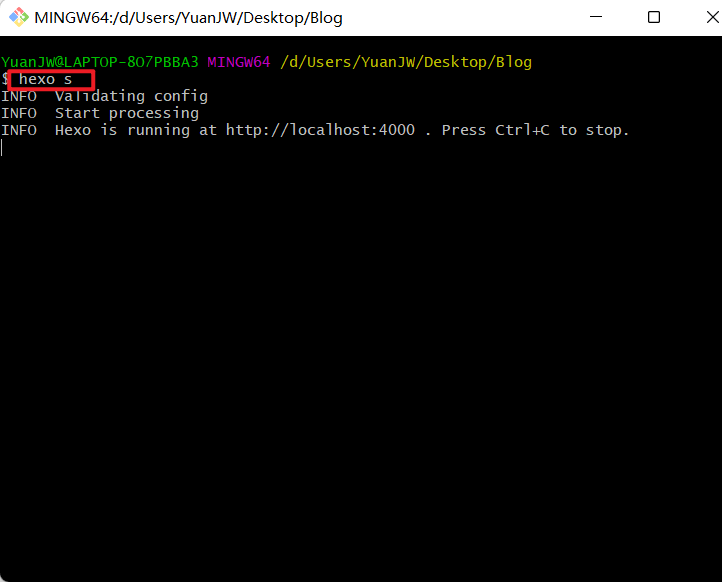 MINGW64:/d/Users/YuanJW/Desktop/Blog
YuanJW@LAPTOP-8O7PBBA3 MINGW64 /d/Users/YuanJW/Desktop/Blog
$ hexo s
INFO  Validating config
INFO  Start processing
INFO  Hexo is running at http://localhost:4000 . Press Ctrl+C to stop.